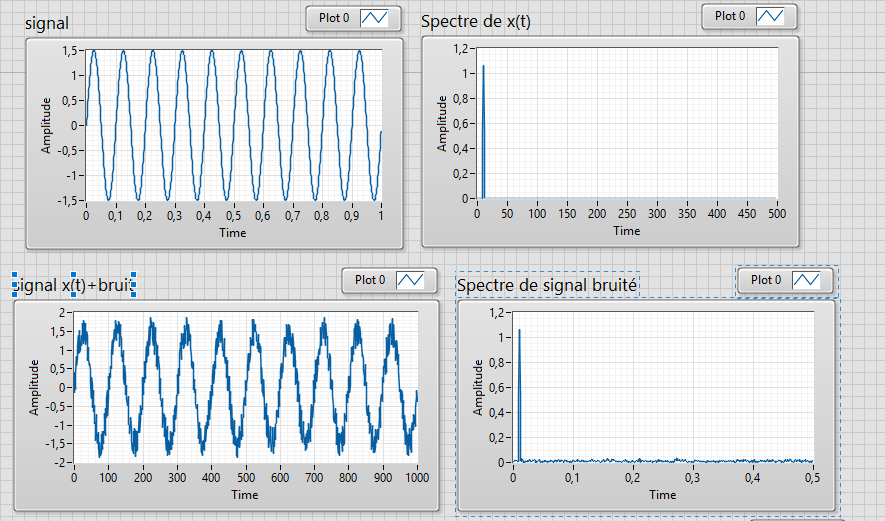 signal
Plot 0
Amplitude
1,5
1
0,5
0
-0,5
-1
-1,5
0 0,1 0,2 0,3 0,4 0,5 0,6 0,7 0,8 0,9 1
Time
Spectre de x(t)
Plot 0
Amplitude
1,2
1
0,8
0,6
0,4
0,2
0
0 50 100 150 200 250 300 350 400 450 500
Time
signal x(t)+bruit
Plot 0
Amplitude
2
1,5
1
0,5
0
-0,5
-1
-1,5
-2
0 100 200 300 400 500 600 700 800 900 1000
Time
Spectre de signal bruité
Plot 0
Amplitude
1,2
1
0,8
0,6
0,4
0,2
0
0 0,1 0,2 0,3 0,4 0,5
Time